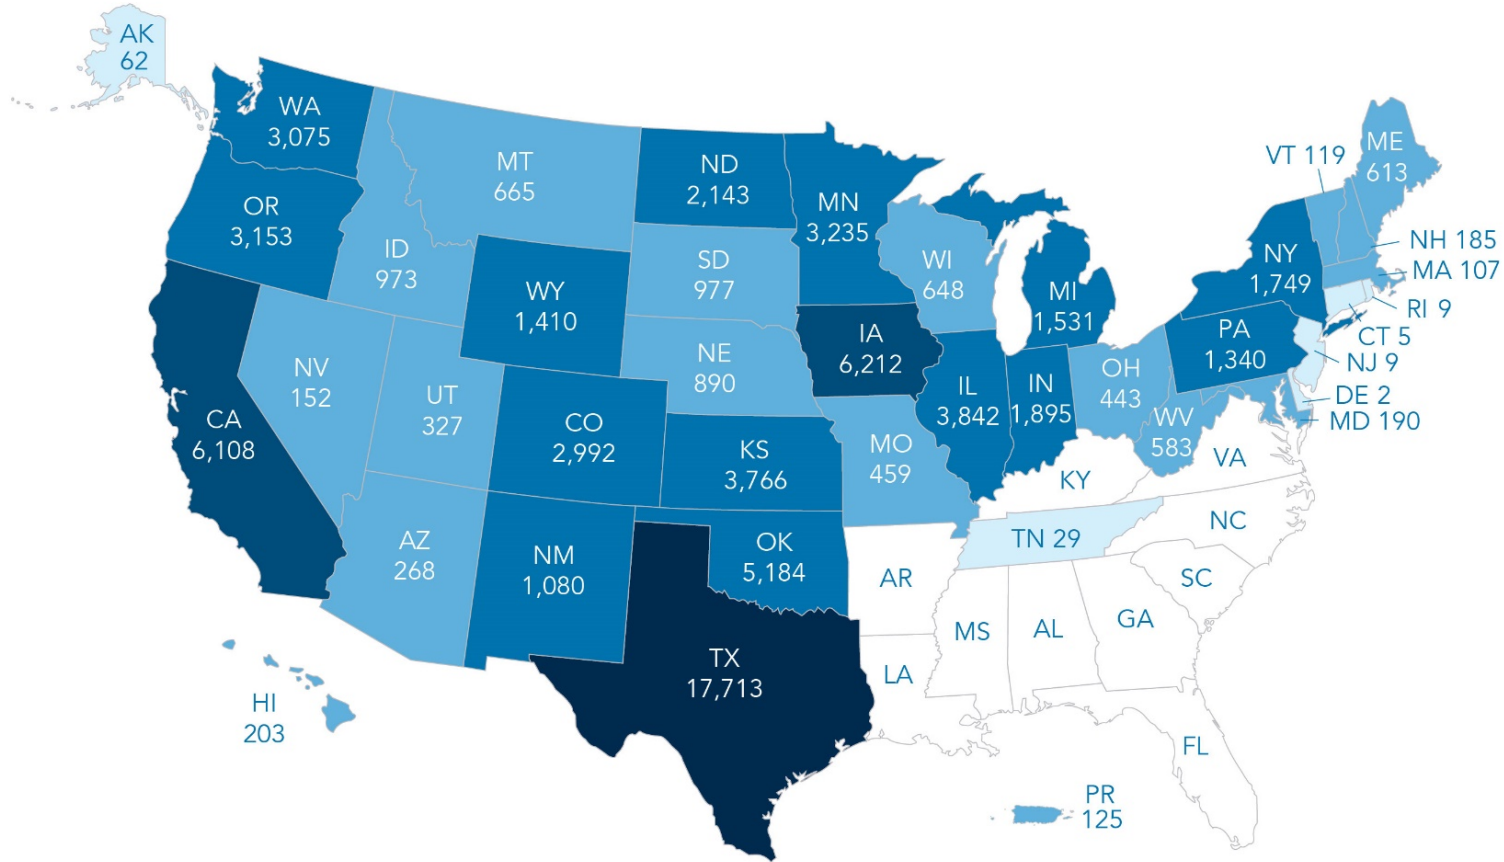 AK
62
WA
3,075
OR
3,153
CA
6,108
ID
973
NV
152
MT
665
WY
1,410
UT
327
AZ
268
CO
2,992
NM
1,080
ND
2,143
SD
977
NE
890
KS
3,766
OK
5,184
TX
17,713
MN
3,235
IA
6,212
MO
459
AR
LA
WI
648
IL
3,842
MI
1,531
IN
1,895
OH
443
KY
TN 29
MS
AL
GA
FL
SC
NC
VA
WV
583
PA
1,340
NY
1,749
VT 119
ME
613
NH 185
MA 107
RI 9
CT 5
NJ 9
DE 2
MD 190
HI
203
PR
125